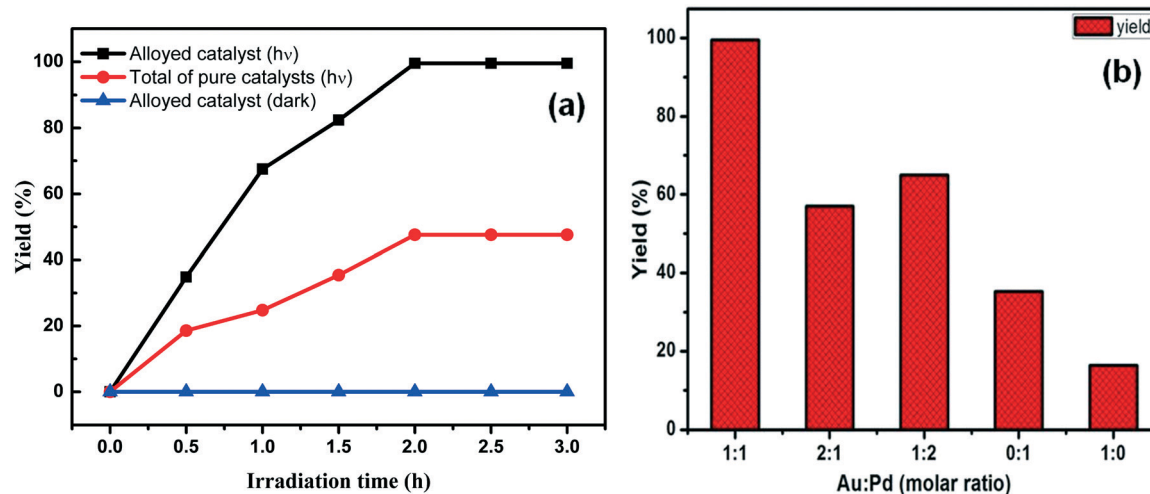 Alloyed catalyst (hν)
Total of pure catalysts (hν)
Alloyed catalyst (dark)
(a)
100
80
60
40
20
0
Yield (%)
0.0 0.5 1.0 1.5 2.0 2.5 3.0
Irradiation time (h)
yield
(b)
100
80
60
40
20
0
Yield (%)
1:1 2:1 1:2 0:1 1:0
Au:Pd (molar ratio)